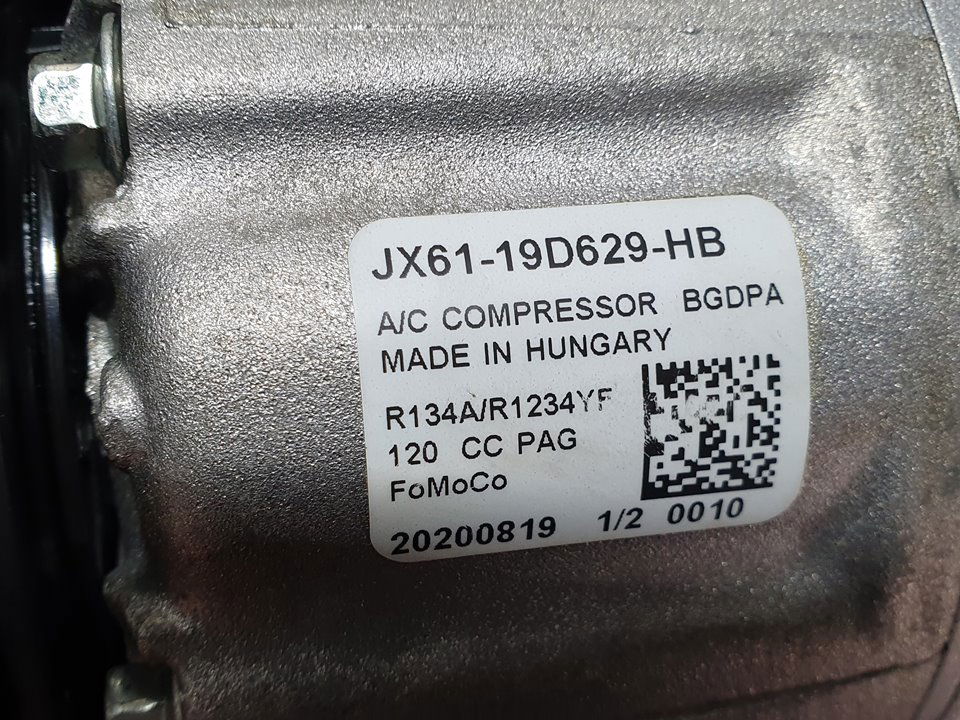 JX61-19D629-HB
A/C COMPRESSOR BGDPA
MADE IN HUNGARY
R134A/R1234YF
120 CC PAG
FoMoCo
20200819 1/2 0010